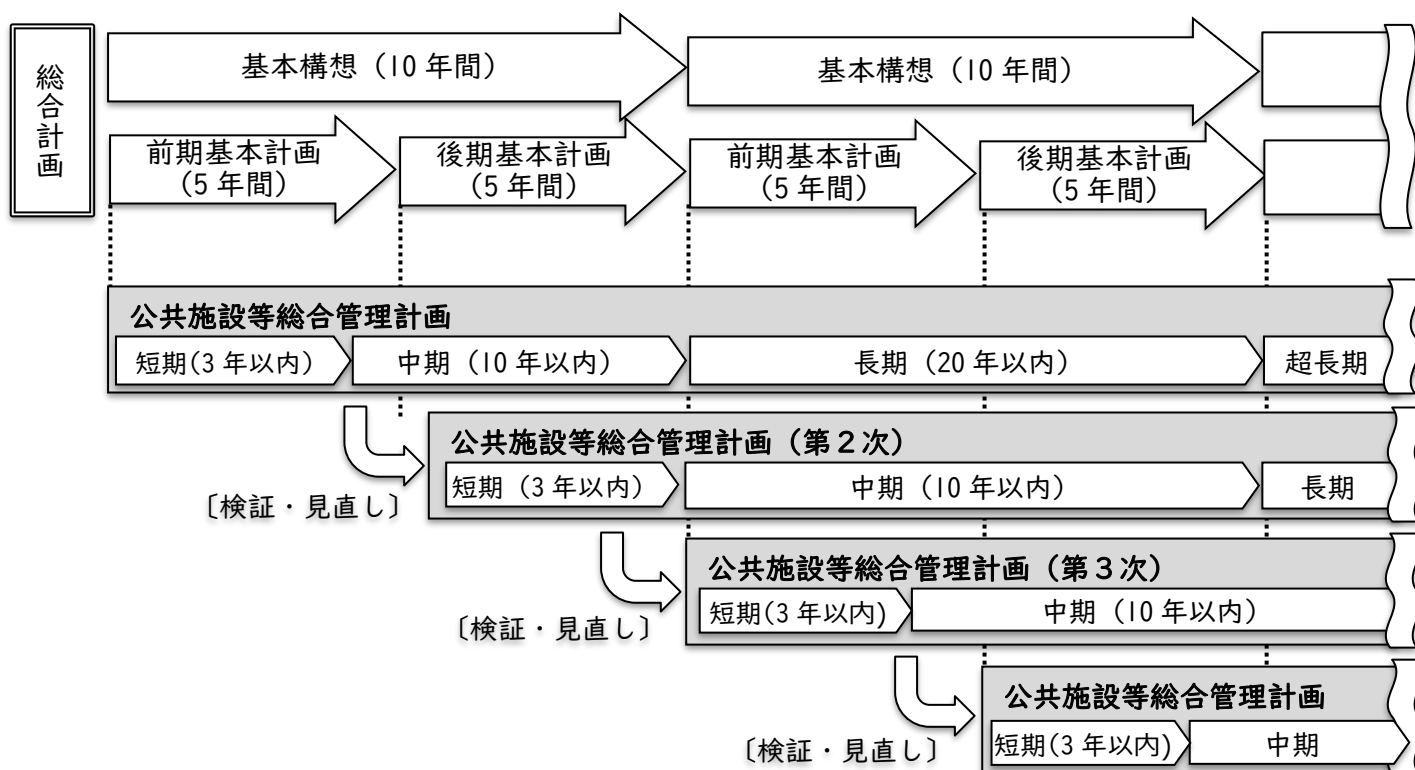 総合計画
基本構想（10年間）
基本構想（10年間）
前期基本計画
（5年間）
後期基本計画
（5年間）
前期基本計画
（5年間）
後期基本計画
（5年間）
公共施設等総合管理計画
短期(3年以内)
中期（10年以内）
長期（20年以内）
超長期
公共施設等総合管理計画（第２次）
〔検証・見直し〕
短期（3年以内）
中期（10年以内）
長期
公共施設等総合管理計画（第３次）
〔検証・見直し〕
短期(3年以内)
中期（10年以内）
公共施設等総合管理計画
〔検証・見直し〕
短期(3年以内)
中期